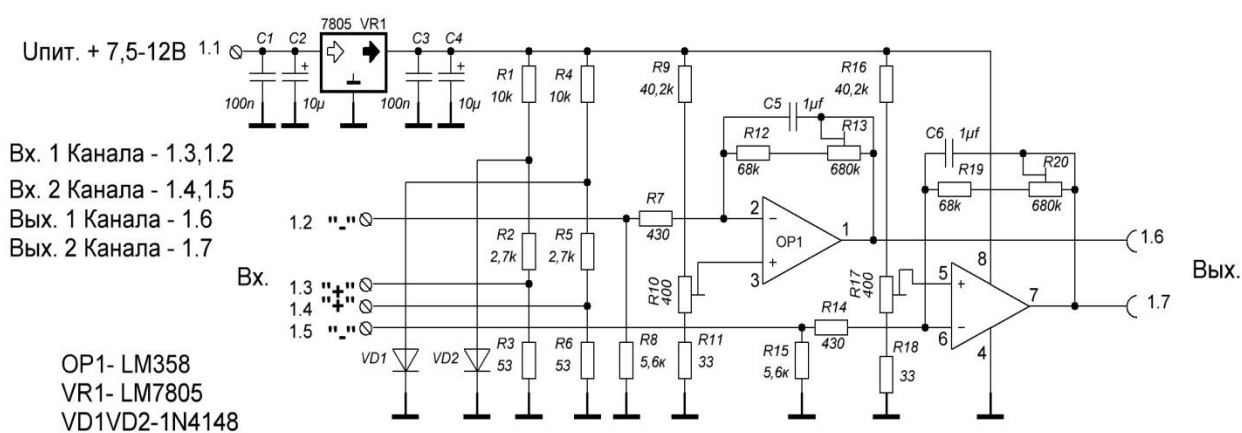 7805 VR1
Uпит. + 7,5-12В 1.1
C1
C2
+
100n
10µ
C3
C4
+
100n
10µ
R1
10k
R4
10k
R9
40,2k
R16
40,2k
C5 1µf
R12
68k
R13
680k
C6 1µf
R19
68k
R20
680k
Вх. 1 Канала - 1.3,1.2
Вх. 2 Канала - 1.4,1.5
Вых. 1 Канала - 1.6
Вых. 2 Канала - 1.7
1.2 "-"
R7
430
2
−
OP1
1
+
3
1.6
R2
2,7k
R5
2,7k
Вх.
1.3 "+"
1.4 "+"
1.5 "-"
R10
400
R17
400
8
5
+
7
−
6
4
1.7
Вых.
R14
430
VD1
VD2
R3
53
R6
53
R8
5,6к
R11
33
R15
5,6к
R18
33
OP1- LM358
VR1- LM7805
VD1VD2-1N4148